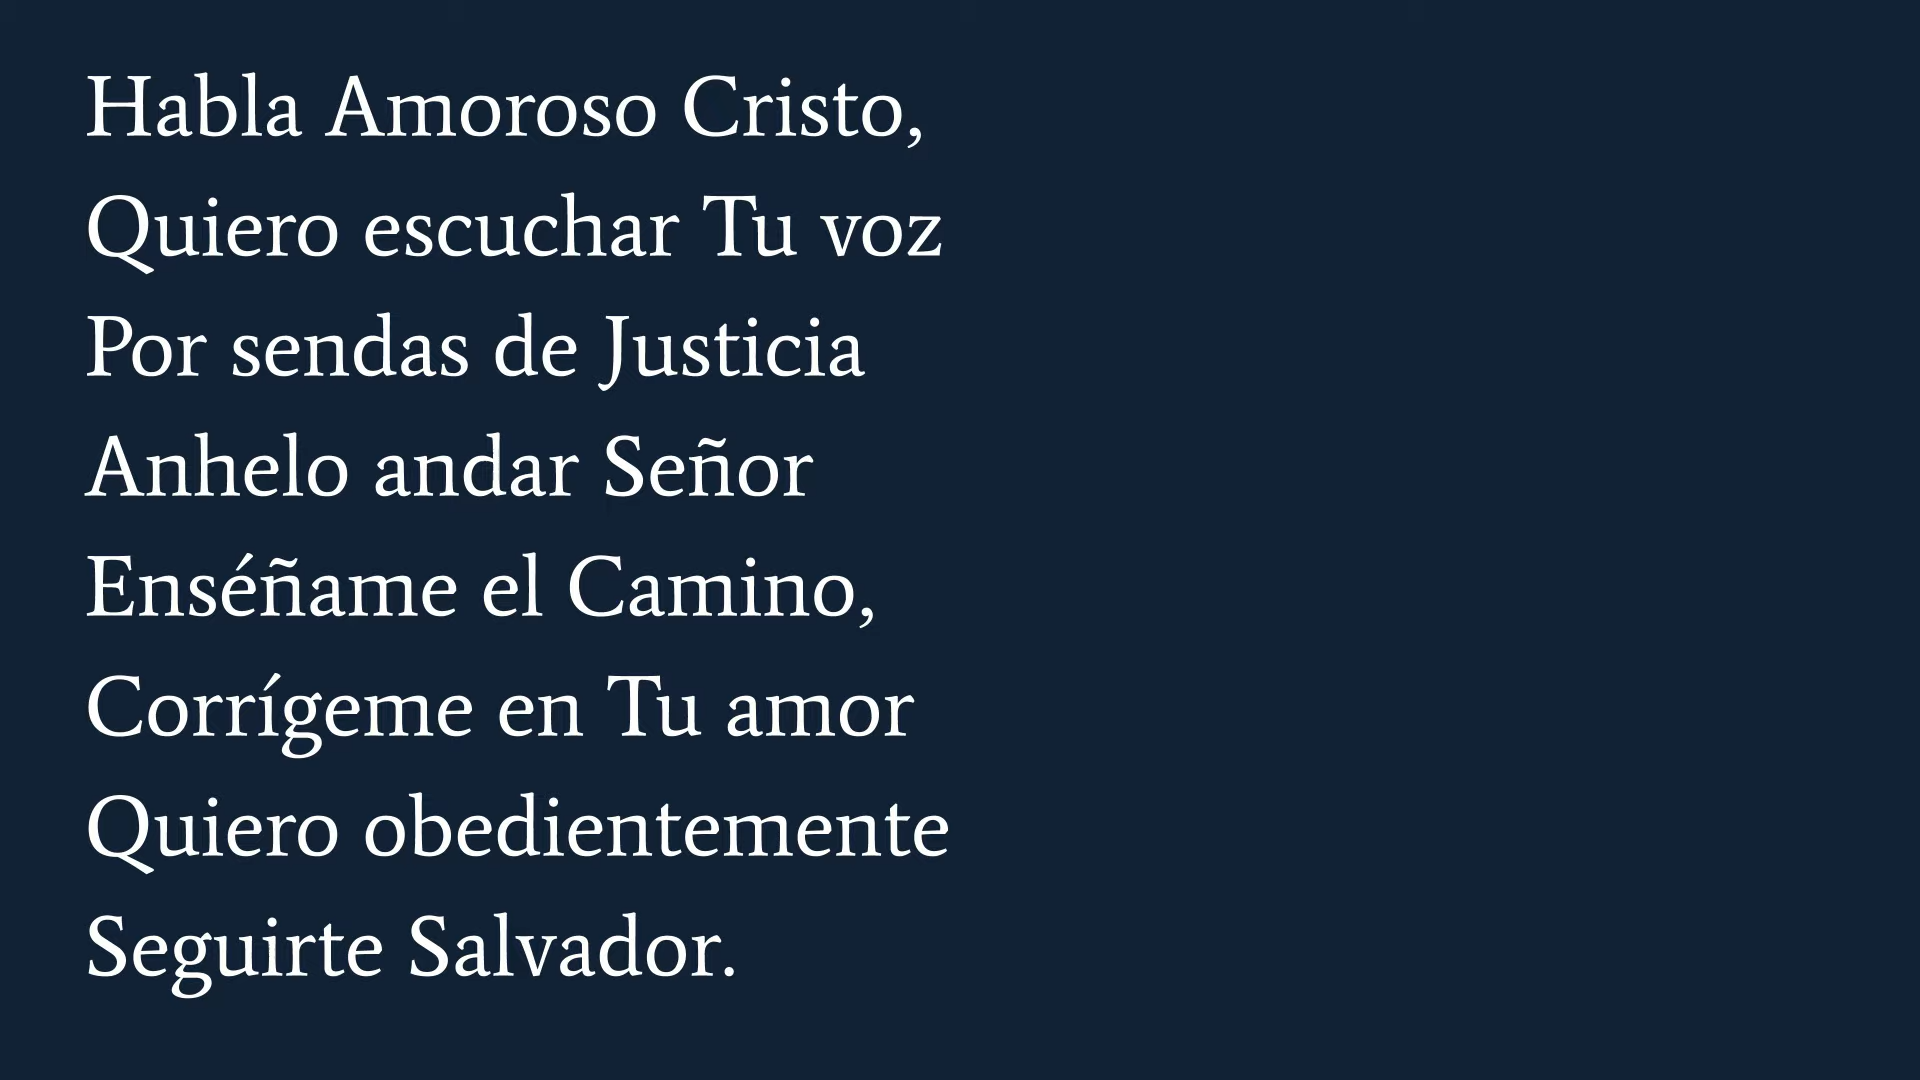 Habla Amoroso Cristo,
Quiero escuchar Tu voz
Por sendas de Justicia
Anhelo andar Señor
Enséñame el Camino,
Corrígeme en Tu amor
Quiero obedientemente
Seguirte Salvador.